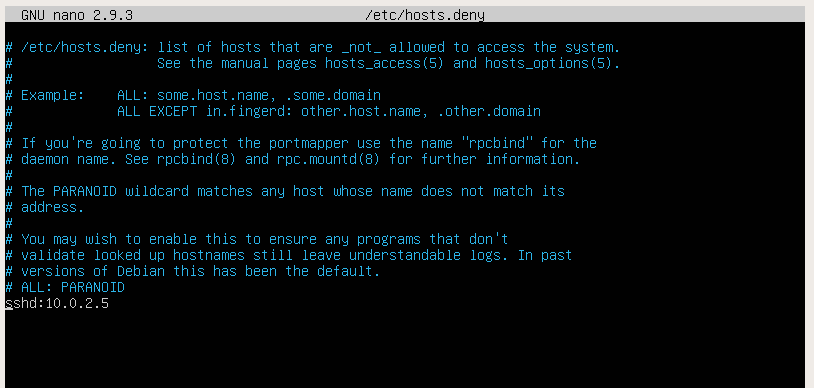 GNU nano 2.9.3 /etc/hosts.deny
# /etc/hosts.deny: list of hosts that are _not_ allowed to access the system.
# See the manual pages hosts_access(5) and hosts_options(5).
#
# Example: ALL: some.host.name, .some.domain
# ALL EXCEPT in.fingerd: other.host.name, .other.domain
#
# If you're going to protect the portmapper use the name "rpcbind" for the
# daemon name. See rpcbind(8) and rpc.mountd(8) for further information.
#
# The PARANOID wildcard matches any host whose name does not match its
# address.
#
# You may wish to enable this to ensure any programs that don't
# validate looked up hostnames still leave understandable logs. In past
# versions of Debian this has been the default.
# ALL: PARANOID
sshd:10.0.2.5